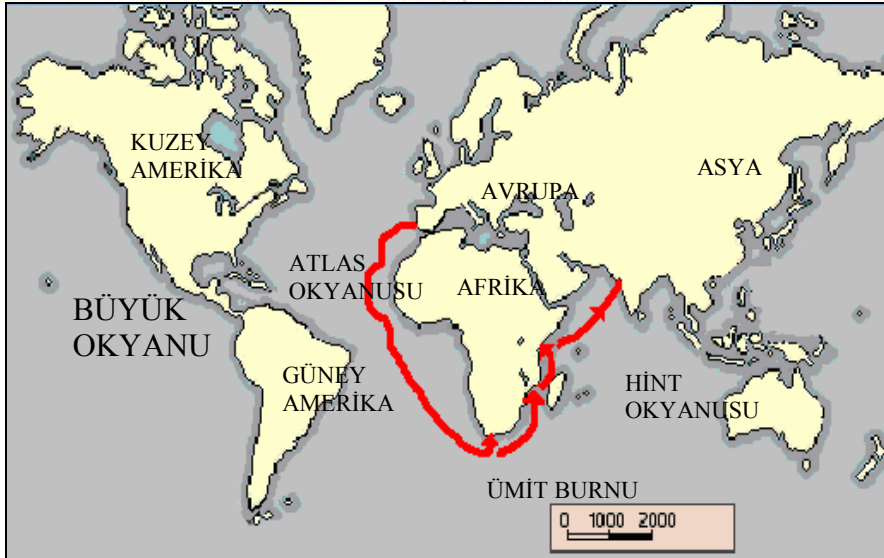 KUZEY
AMERİKA
ASYA
AVRUPA
ATLAS
OKYANUSU
AFRİKA
BÜYÜK
OKYANU
GÜNEY
AMERİKA
HİNT
OKYANUSU
ÜMİT BURNU
0 1000 2000